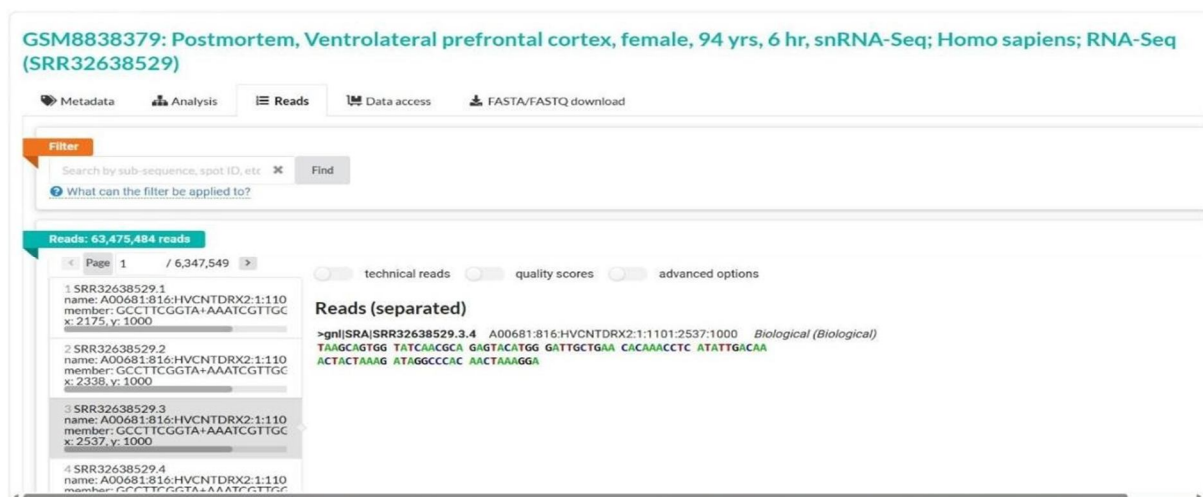 GSM8838379: Postmortem, Ventrolateral prefrontal cortex, female, 94 yrs, 6 hr, snRNA-Seq; Homo sapiens; RNA-Seq
(SRR32638529)
Metadata Analysis Reads Data access FASTA/FASTQ download
Filter
Search by sub-sequence, spot ID, etc Find
What can the filter be applied to?
Reads: 63,475,484 reads
< Page 1 / 6,347,549 >
technical reads quality scores advanced options
1 SRR32638529.1
name: A00681:816:HVCNTDRX2:1:110
member: GCCTTCGGTA+AAATCGTTGC
x: 2175, y: 1000
2 SRR32638529.2
name: A00681:816:HVCNTDRX2:1:110
member: GCCTTCGGTA+AAATCGTTGC
x: 2338, y: 1000
3 SRR32638529.3
name: A00681:816:HVCNTDRX2:1:110
member: GCCTTCGGTA+AAATCGTTGC
x: 2537, y: 1000
4 SRR32638529.4
name: A00681:816:HVCNTDRX2:1:110
member: GCCTTCGGTA+AAATCGTTGC
Reads (separated)
>gnl|SRA|SRR32638529.3.4 A00681:816:HVCNTDRX2:1:1101:2537:1000 Biological (Biological)
TAAGCAGTGG TATCAACGCA GAGTACATGG GATTGCTGAA CACAAACCTC ATATTGACAA
ACTACTAAAG ATAGGCCCAC AACTAAAGGA